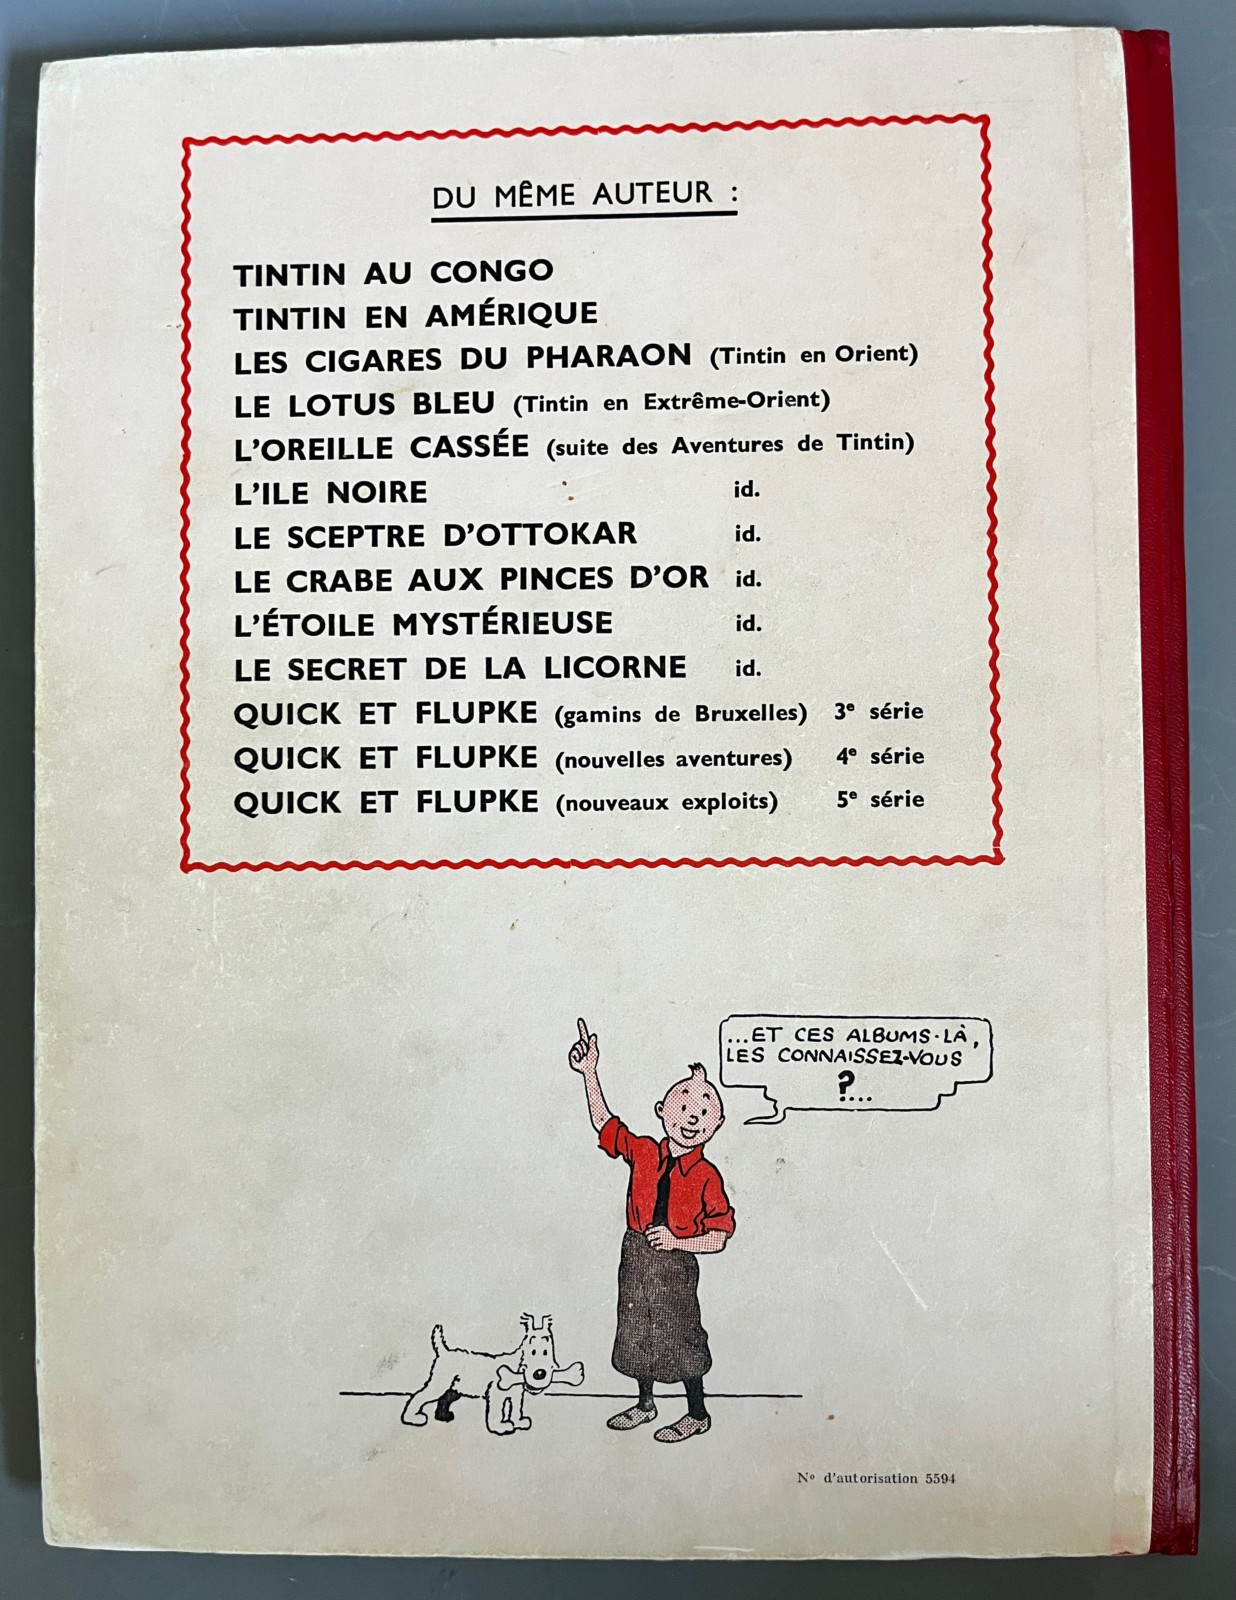 DU MÊME AUTEUR :
TINTIN AU CONGO
TINTIN EN AMÉRIQUE
LES CIGARES DU PHARAON (Tintin en Orient)
LE LOTUS BLEU (Tintin en Extrême-Orient)
L'OREILLE CASSÉE (suite des Aventures de Tintin)
L'ILE NOIRE id.
LE SCEPTRE D'OTTOKAR id.
LE CRABE AUX PINCES D'OR id.
L'ÉTOILE MYSTÉRIEUSE id.
LE SECRET DE LA LICORNE id.
QUICK ET FLUPKE (gamins de Bruxelles) 3e série
QUICK ET FLUPKE (nouvelles aventures) 4e série
QUICK ET FLUPKE (nouveaux exploits) 5e série
...ET CES ALBUMS-LÀ,
LES CONNAISSEZ-VOUS
?...
No d'autorisation 5594